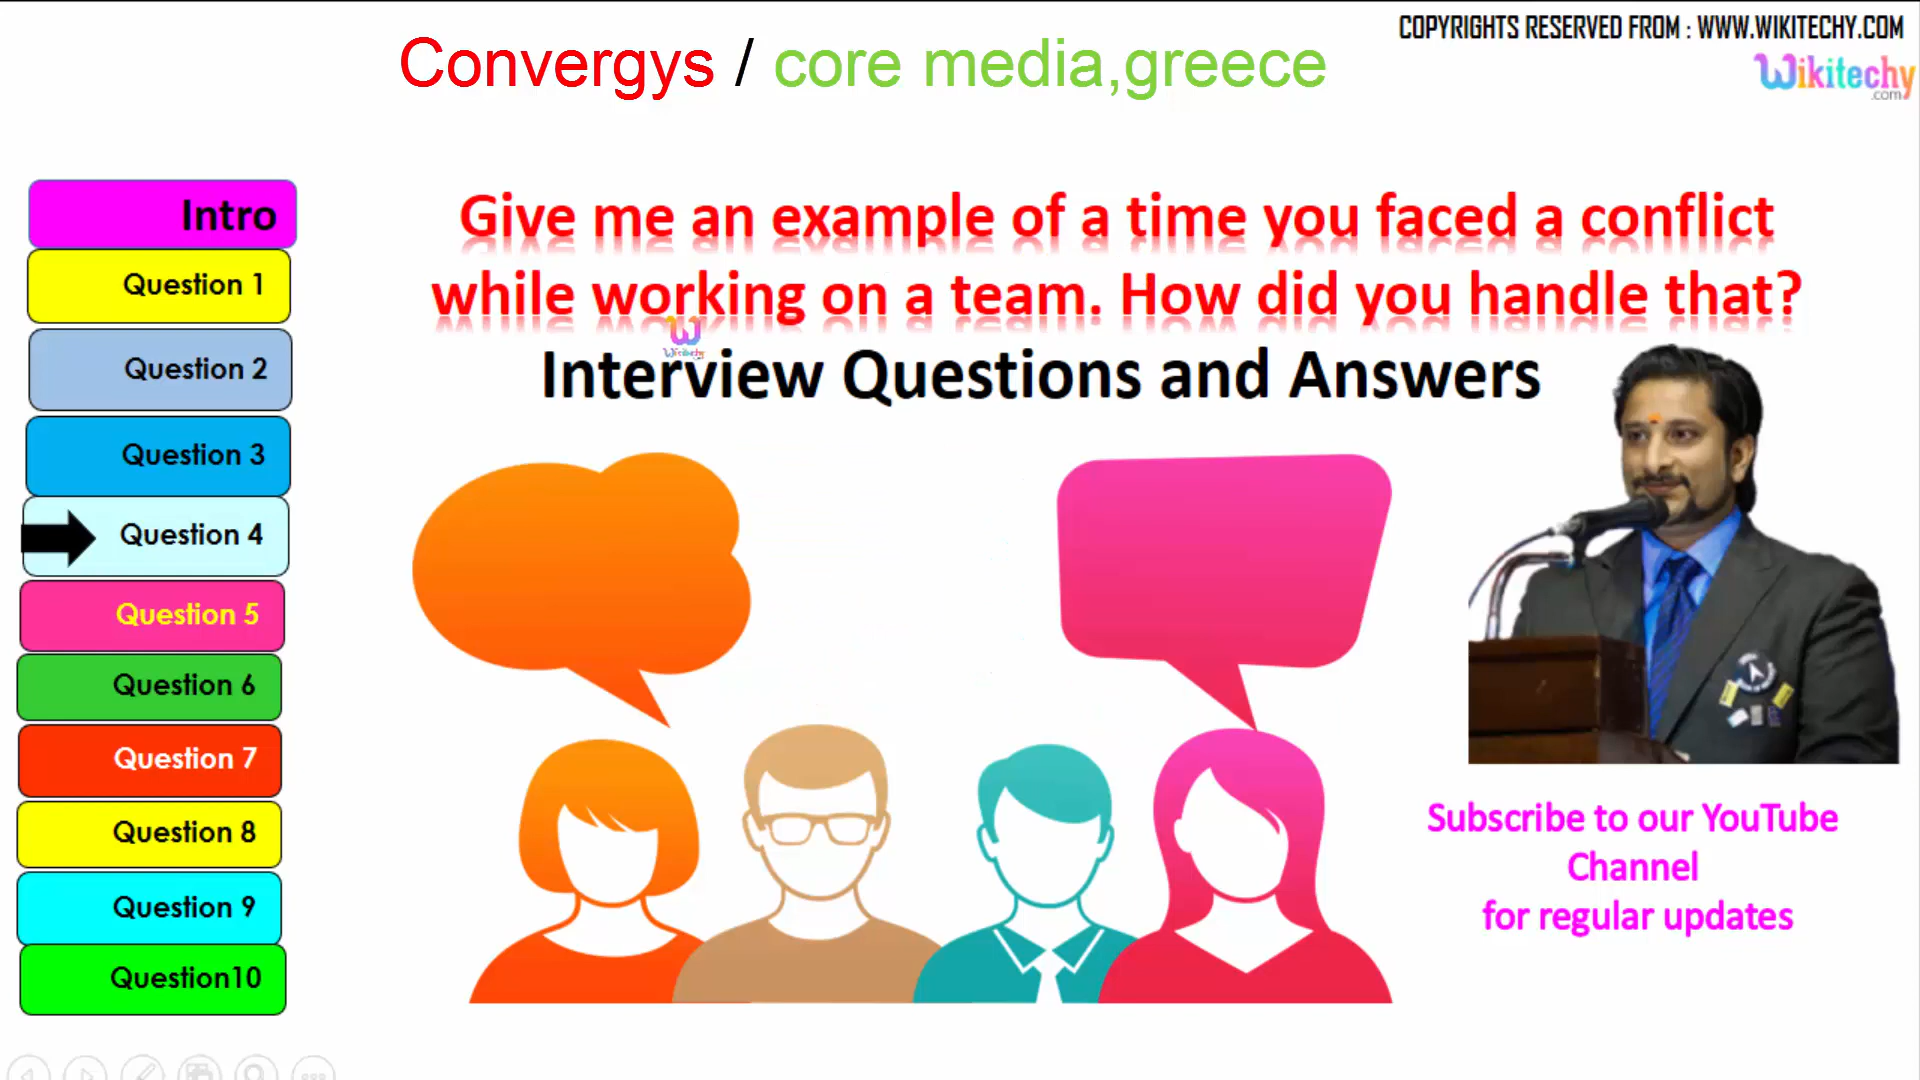 COPYRIGHTS RESERVED FROM : WWW.WIKITECHY.COM
Convergys / core media,greece
Wikitechy
.com
Intro
Question 1
Question 2
Question 3
Question 4
Question 5
Question 6
Question 7
Question 8
Question 9
Question10
Give me an example of a time you faced a conflict
while working on a team. How did you handle that?
Wikitechy
Interview Questions and Answers
Subscribe to our YouTube
Channel
for regular updates